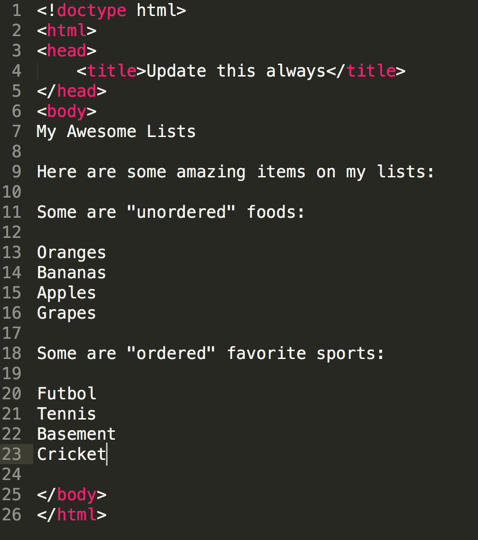 1 <!doctype html>
2 <html>
3 <head>
4     <title>Update this always</title>
5 </head>
6 <body>
7 My Awesome Lists
8
9 Here are some amazing items on my lists:
10
11 Some are "unordered" foods:
12
13 Oranges
14 Bananas
15 Apples
16 Grapes
17
18 Some are "ordered" favorite sports:
19
20 Futbol
21 Tennis
22 Basement
23 Cricket
24
25 </body>
26 </html>